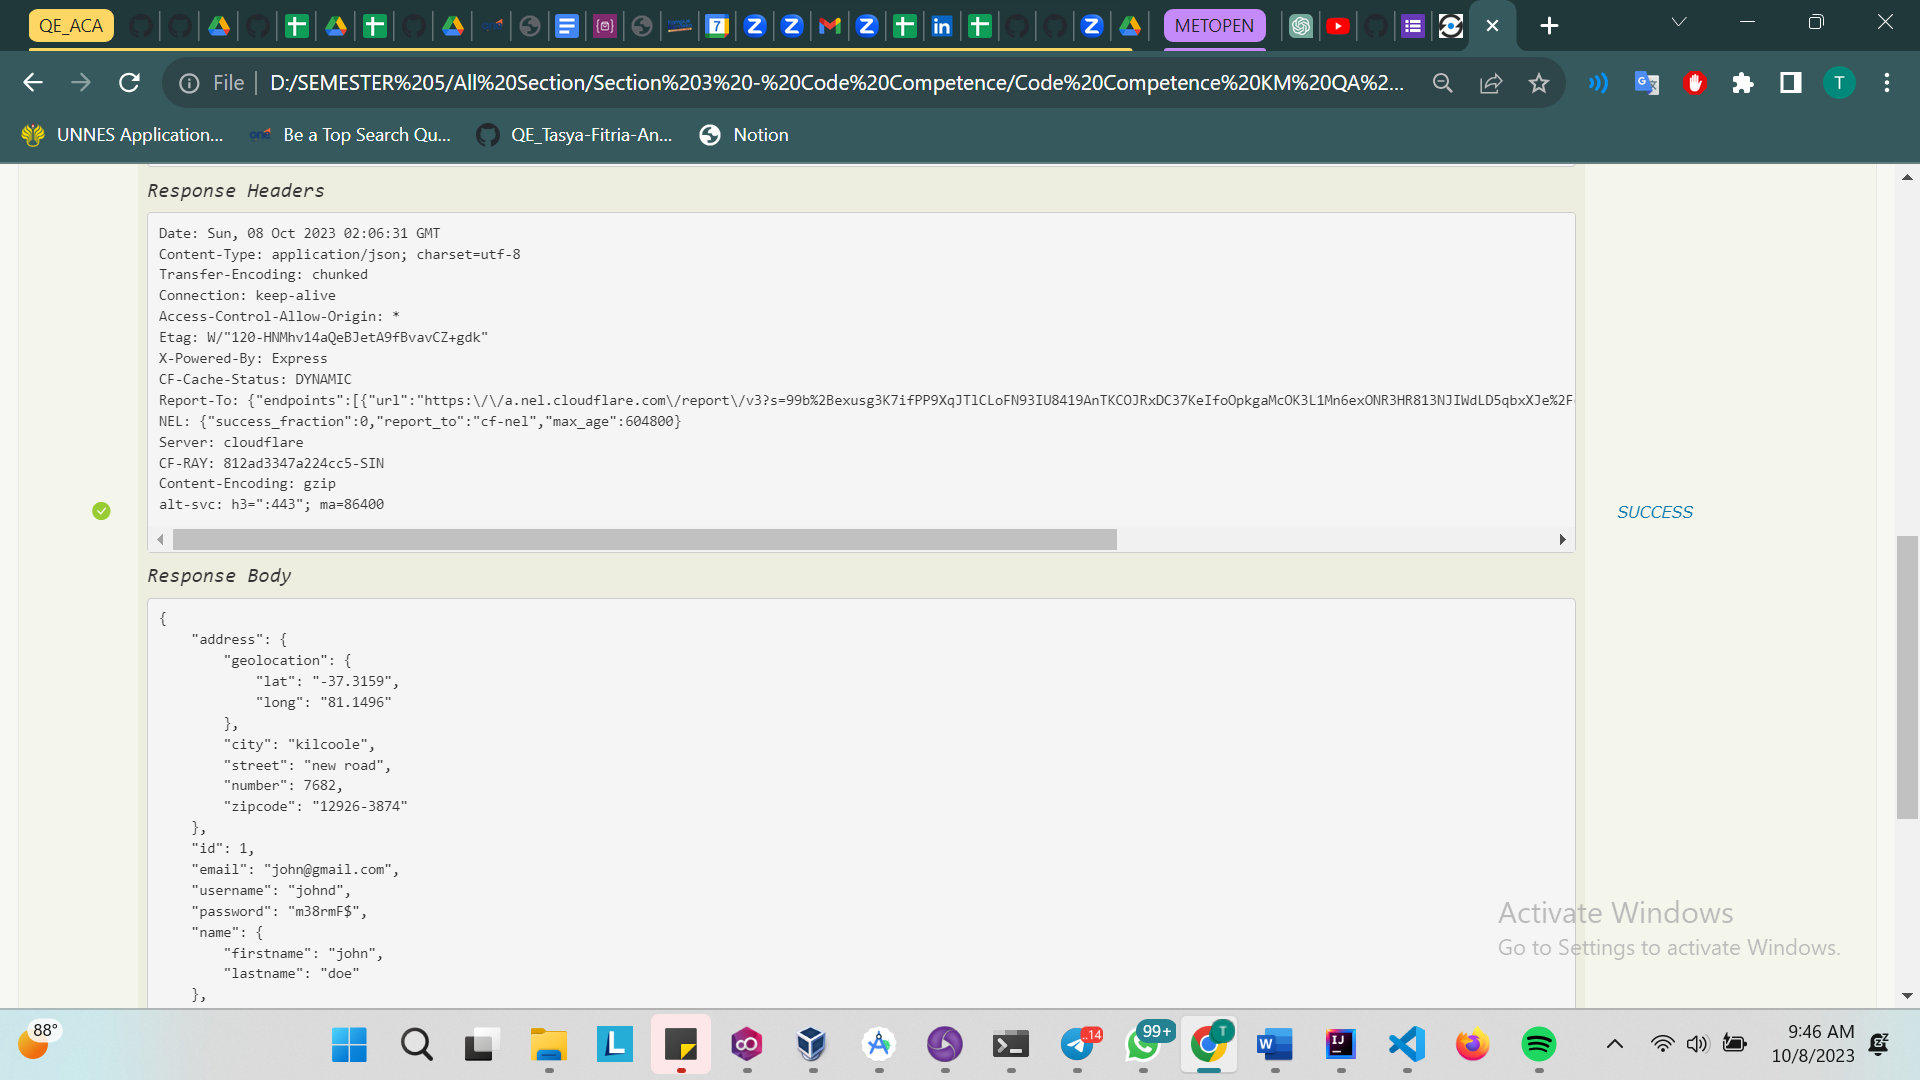 QE_ACA
METOPEN
File
D:/SEMESTER%205/All%20Section/Section%203%20-%20Code%20Competence/Code%20Competence%20KM%20QA%2...
UNNES Application...
Be a Top Search Qu...
QE_Tasya-Fitria-An...
Notion
Response Headers
Date: Sun, 08 Oct 2023 02:06:31 GMT
Content-Type: application/json; charset=utf-8
Transfer-Encoding: chunked
Connection: keep-alive
Access-Control-Allow-Origin: *
Etag: W/"120-HNMhv14aQeBJetA9fBvavCZ+gdk"
X-Powered-By: Express
CF-Cache-Status: DYNAMIC
Report-To: {"endpoints":[{"url":"https:\/\/a.nel.cloudflare.com\/report\/v3?s=99b%2Bexusg3K7ifPP9XqJTlCLoFN93IU8419AnTKCOJRxDC37KeIfoOpkgaMcOK3L1Mn6exONR3HR813NJIWdLD5qbxXJe%2F
NEL: {"success_fraction":0,"report_to":"cf-nel","max_age":604800}
Server: cloudflare
CF-RAY: 812ad3347a224cc5-SIN
Content-Encoding: gzip
alt-svc: h3=":443"; ma=86400
SUCCESS
Response Body
{
"address": {
"geolocation": {
"lat": "-37.3159",
"long": "81.1496"
},
"city": "kilcoole",
"street": "new road",
"number": 7682,
"zipcode": "12926-3874"
},
"id": 1,
"email": "john@gmail.com",
"username": "johnd",
"password": "m38rmF$",
"name": {
"firstname": "john",
"lastname": "doe"
},
Activate Windows
Go to Settings to activate Windows.
88°
14
99+
9:46 AM
10/8/2023